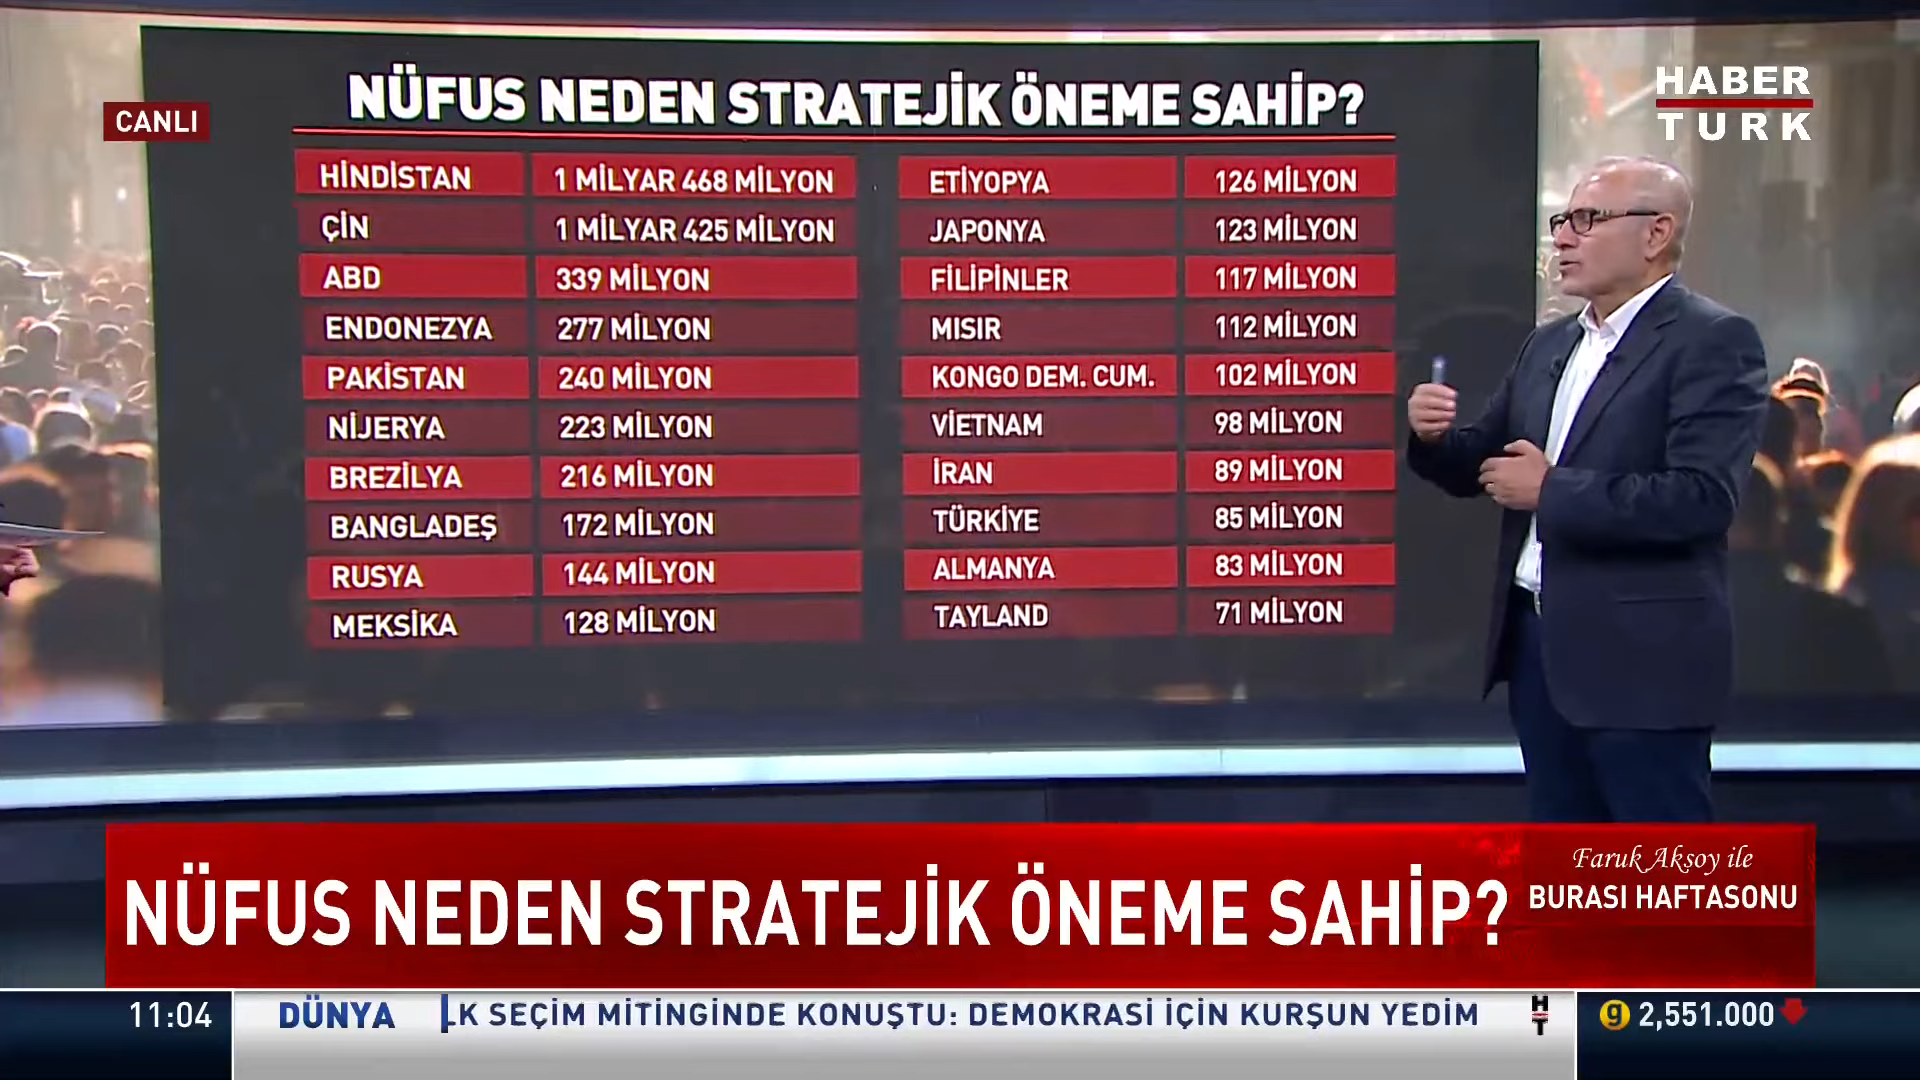 NÜFUS NEDEN STRATEJİK ÖNEME SAHİP?
CANLI
HABER
TURK
HİNDİSTAN 1 MİLYAR 468 MİLYON
ÇİN 1 MİLYAR 425 MİLYON
ABD 339 MİLYON
ENDONEZYA 277 MİLYON
PAKİSTAN 240 MİLYON
NİJERYA 223 MİLYON
BREZİLYA 216 MİLYON
BANGLADEŞ 172 MİLYON
RUSYA 144 MİLYON
MEKSİKA 128 MİLYON
ETİYOPYA 126 MİLYON
JAPONYA 123 MİLYON
FİLİPİNLER 117 MİLYON
MISIR 112 MİLYON
KONGO DEM. CUM. 102 MİLYON
VİETNAM 98 MİLYON
İRAN 89 MİLYON
TÜRKİYE 85 MİLYON
ALMANYA 83 MİLYON
TAYLAND 71 MİLYON
NÜFUS NEDEN STRATEJİK ÖNEME SAHİP?
Faruk Aksoy ile
BURASI HAFTASONU
11:04 DÜNYA LK SEÇİM MİTİNGİNDE KONUŞTU: DEMOKRASİ İÇİN KURŞUN YEDİM HT g 2,551.000